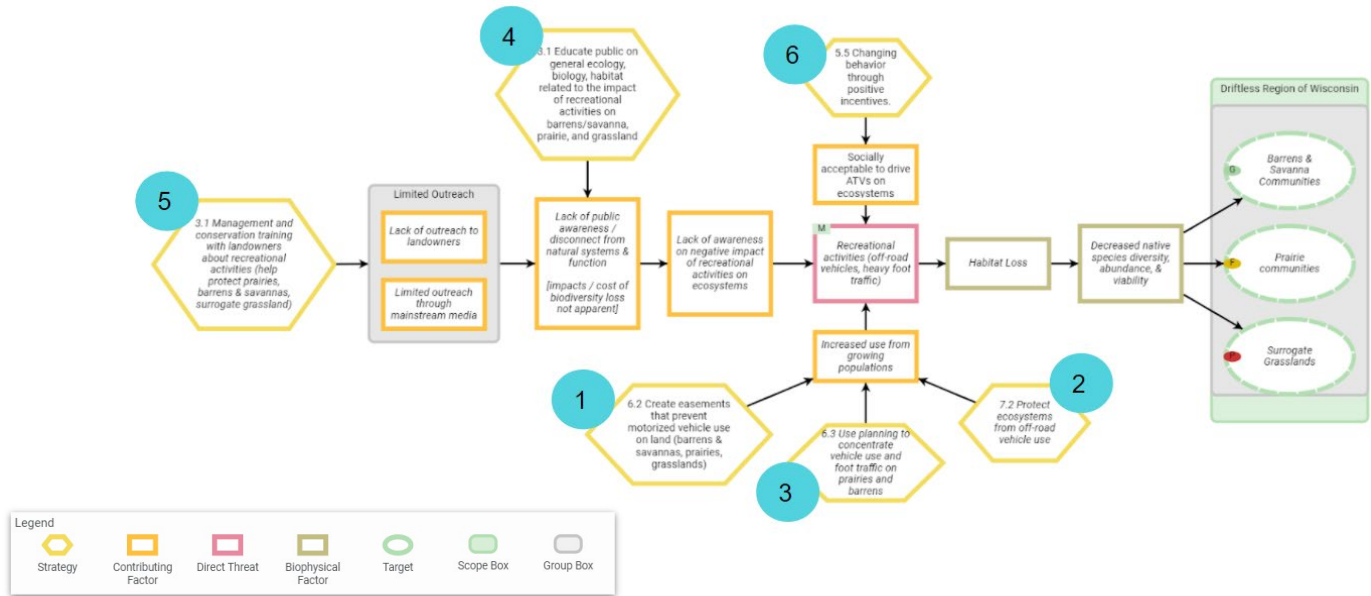 4
3.1 Educate public on
general ecology,
biology, habitat
related to the impact
of recreational
activities on
barrens/savanna,
prairie, and grassland
6
5.5 Changing
behavior
through
positive
incentives.
Driftless Region of Wisconsin
5
3.1 Management and
conservation training
with landowners
about recreational
activities (help
protect prairies,
barrens & savannas,
surrogate grassland)
Limited Outreach
Lack of outreach to
landowners
Limited outreach
through
mainstream media
Lack of public
awareness /
disconnect from
natural systems &
function
[impacts / cost of
biodiversity loss
not apparent]
Lack of awareness
on negative impact
of recreational
activities on
ecosystems
Socially
acceptable to drive
ATVs on
ecosystems
M
Recreational
activities (off-road
vehicles, heavy foot
traffic)
Habitat Loss
Decreased native
species diversity,
abundance, &
viability
G
Barrens &
Savanna
Communities
F
Prairie
communities
P
Surrogate
Grasslands
Increased use from
growing
populations
1
6.2 Create easements
that prevent
motorized vehicle use
on land (barrens &
savannas, prairies,
grasslands)
3
6.3 Use planning to
concentrate
vehicle use and
foot traffic on
prairies and
barrens
2
7.2 Protect
ecosystems
from off-road
vehicle use
Legend
Strategy
Contributing
Factor
Direct Threat
Biophysical
Factor
Target
Scope Box
Group Box